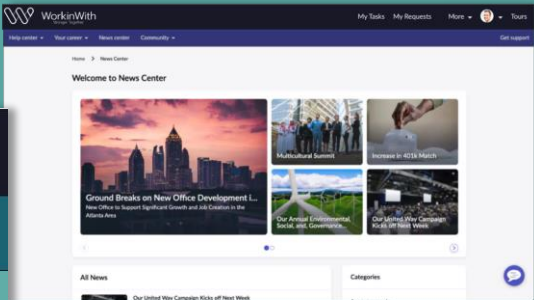 WorkinWith
Stronger Together
My Tasks My Requests More Tours
Help center Your career News center Community Get support
Home > News Center
Welcome to News Center
Ground Breaks on New Office Development i...
New Office to Support Significant Growth and Job Creation in the
Atlanta Area
Multicultural Summit
Increase in 401k Match
Our Annual Environmental
Social, and, Governance...
Our United Way Campaign
Kicks off Next Week
All News
Our United Way Campaign Kicks off Next Week
Categories